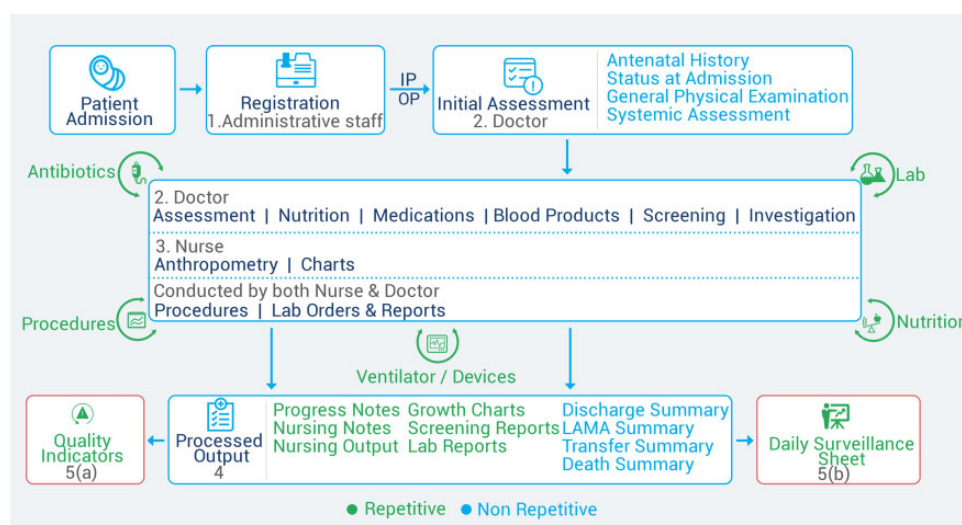 Patient
Admission
Registration
1.Administrative staff
IP
OP
Initial Assessment
2. Doctor
Antenatal History
Status at Admission
General Physical Examination
Systemic Assessment
Antibiotics
Lab
2. Doctor
Assessment | Nutrition | Medications | Blood Products | Screening | Investigation
3. Nurse
Anthropometry | Charts
Conducted by both Nurse & Doctor
Procedures | Lab Orders & Reports
Procedures
Nutrition
Ventilator / Devices
Quality
Indicators
5(a)
Processed
Output
4
Progress Notes
Nursing Notes
Nursing Output
Growth Charts
Screening Reports
Lab Reports
Discharge Summary
LAMA Summary
Transfer Summary
Death Summary
Daily Surveillance
Sheet
5(b)
Repetitive
Non Repetitive